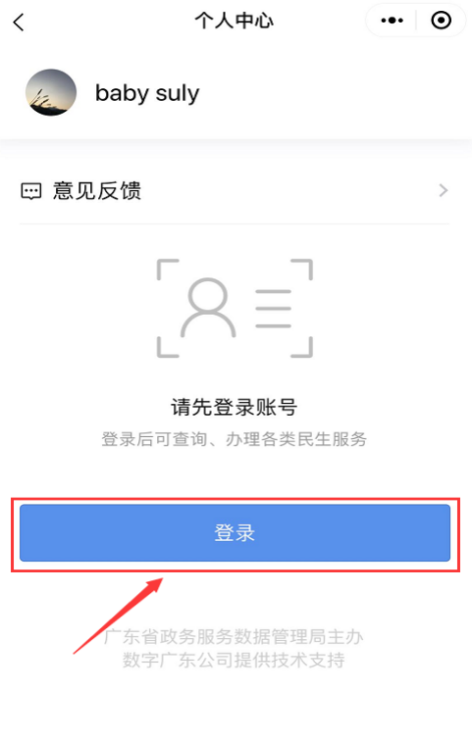 个人中心
baby suly
意见反馈
请先登录账号
登录后可查询、办理各类民生服务
登录
广东省政务服务数据管理局主办
数字广东公司提供技术支持